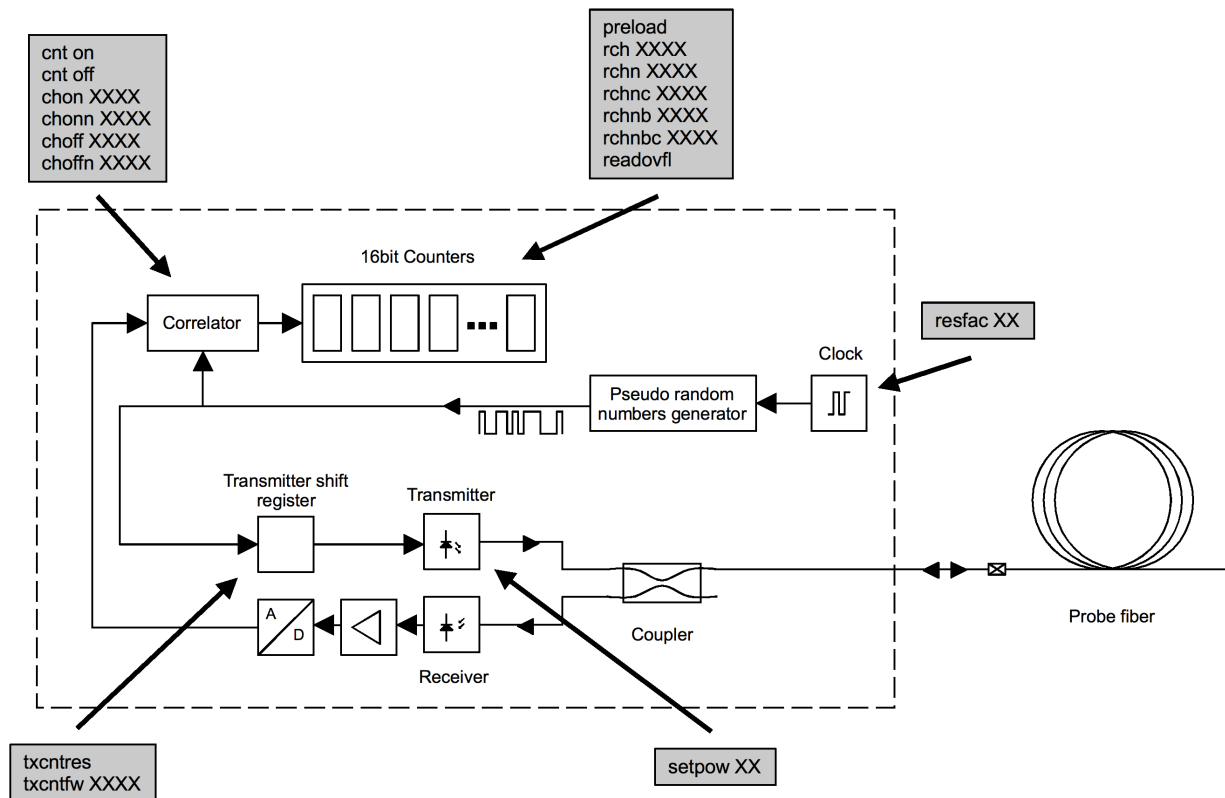 cnt on
cnt off
chon XXXX
chonn XXXX
choff XXXX
choffn XXXX
preload
rch XXXX
rchn XXXX
rchnc XXXX
rchnb XXXX
rchnbc XXXX
readovfl
16bit Counters
Correlator
resfac XX
Clock
Pseudo random
numbers generator
Transmitter shift
register
Transmitter
A
D
Receiver
Coupler
Probe fiber
txcntres
txcntfw XXXX
setpow XX